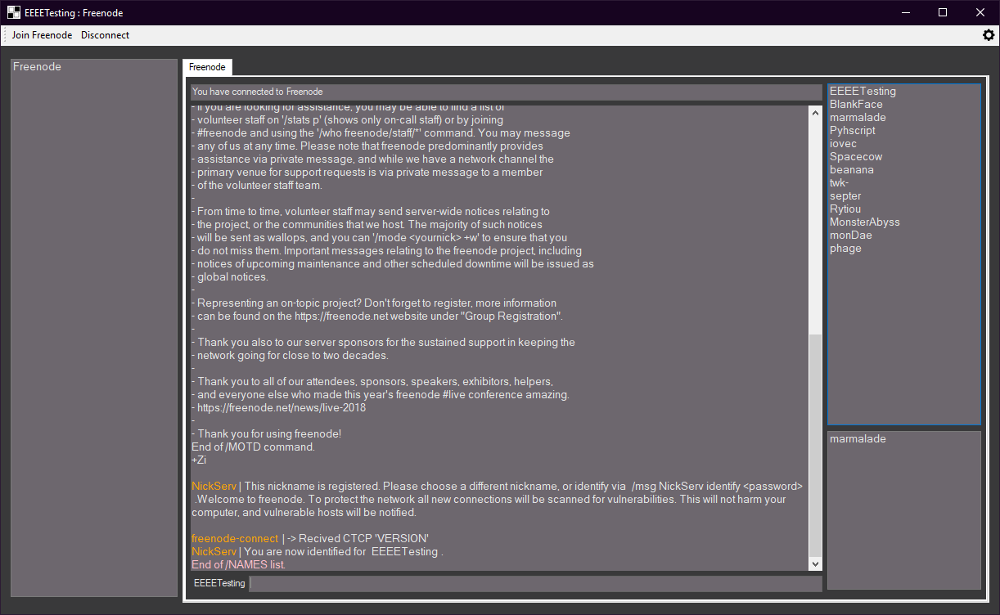 EEEETesting : Freenode
Join Freenode Disconnect
Freenode
Freenode
You have connected to Freenode
- If you are looking for assistance, you may be able to find a list of
- volunteer staff on '/stats p' (shows only on-call staff) or by joining
- #freenode and using the '/who freenode/staff/*' command. You may message
- any of us at any time. Please note that freenode predominantly provides
- assistance via private message, and while we have a network channel the
- primary venue for support requests is via private message to a member
- of the volunteer staff team.
-
- From time to time, volunteer staff may send server-wide notices relating to
- the project, or the communities that we host. The majority of such notices
- will be sent as wallops, and you can '/mode <yournick> +w' to ensure that you
- do not miss them. Important messages relating to the freenode project, including
- notices of upcoming maintenance and other scheduled downtime will be issued as
- global notices.
-
- Representing an on-topic project? Don't forget to register, more information
- can be found on the https://freenode.net website under "Group Registration".
-
- Thank you also to our server sponsors for the sustained support in keeping the
- network going for close to two decades.
-
- Thank you to all of our attendees, sponsors, speakers, exhibitors, helpers,
- and everyone else who made this year's freenode #live conference amazing.
- https://freenode.net/news/live-2018
-
- Thank you for using freenode!
End of /MOTD command.
+Zi
NickServ | This nickname is registered. Please choose a different nickname, or identify via /msg NickServ identify <password>
.Welcome to freenode. To protect the network all new connections will be scanned for vulnerabilities. This will not harm your
computer, and vulnerable hosts will be notified.
freenode-connect | -> Recived CTCP 'VERSION'
NickServ | You are now identified for EEEETesting .
End of /NAMES list.
EEEETesting
EEEETesting
BlankFace
marmalade
Pyhscript
iovec
Spacecow
beanana
twk-
septer
Rytiou
MonsterAbyss
monDae
phage
marmalade